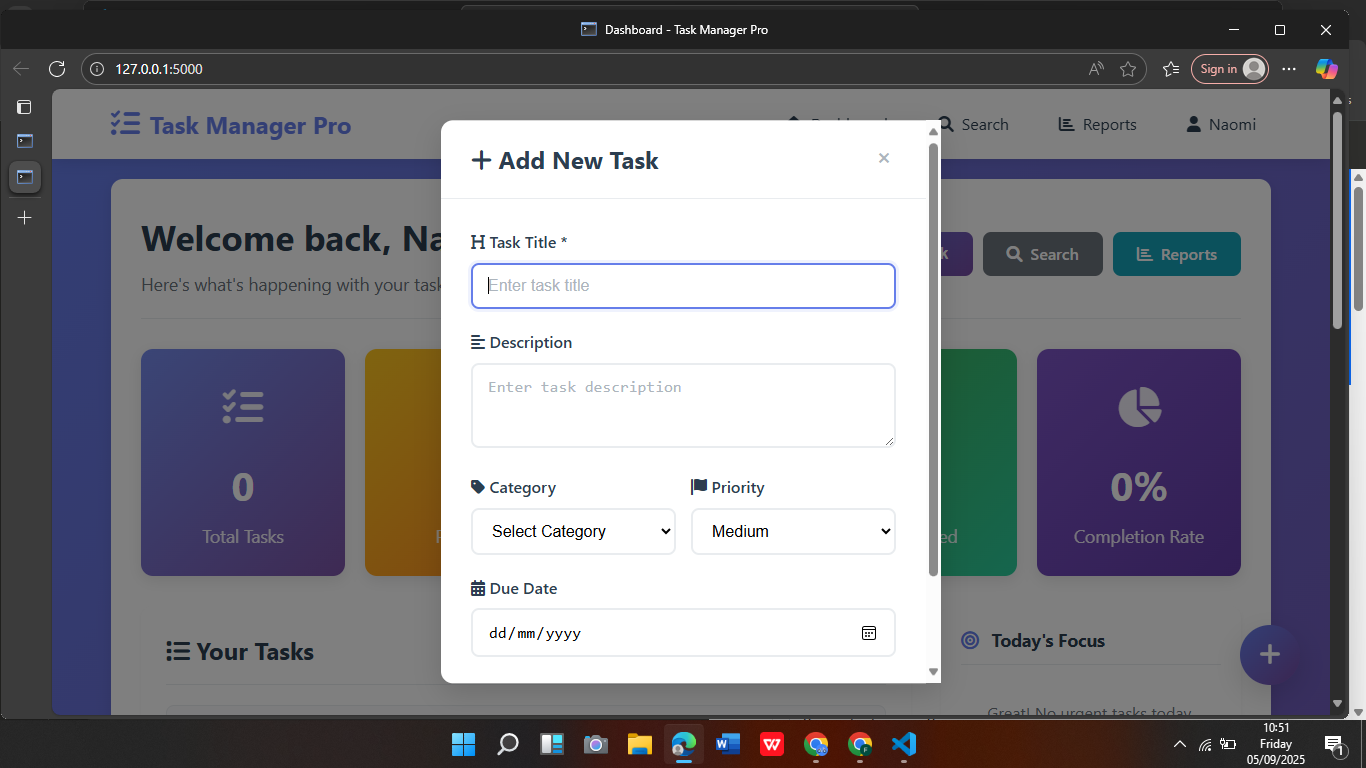 Dashboard - Task Manager Pro
127.0.0.1:5000
Sign in
Task Manager Pro
Search
Reports
Naomi
Add New Task
×
Welcome back, Na
Search
Reports
Here's what's happening with your task
Task Title *
Enter task title
Description
Enter task description
0
Total Tasks
0%
Completion Rate
Category
Priority
Select Category
Medium
Due Date
dd/mm/yyyy
Your Tasks
Today's Focus
Great! No urgent tasks today
10:51
Friday
05/09/2025
1